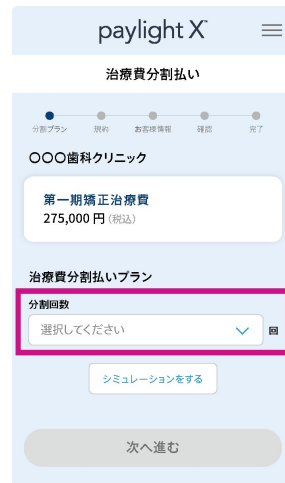 paylight X™
治療費分割払い
分割プラン 規約 お客様情報 確認 完了
〇〇〇歯科クリニック
第一期矯正治療費
275,000 円 (税込)
治療費分割払いプラン
分割回数
選択してください 回
シミュレーションをする
次へ進む